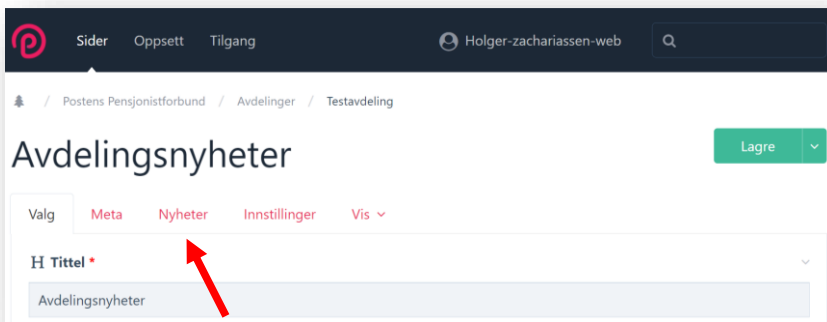 Sider Oppsett Tilgang Holger-zachariassen-web
/ Postens Pensjonistforbund / Avdelinger / Testavdeling
Avdelingsnyheter
Lagre
Valg Meta Nyheter Innstillinger Vis
H Tittel *
Avdelingsnyheter